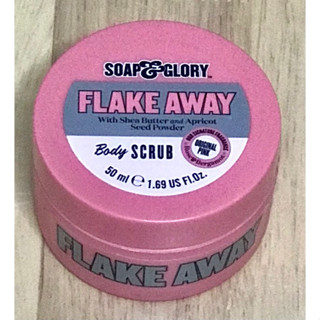 SOAP & GLORY™
FLAKE AWAY
With Shea Butter and Apricot
Seed Powder
Body SCRUB
50 ml ℮ 1.69 US Fl.Oz.
ORIGINAL
PINK
FLAKE AWAY